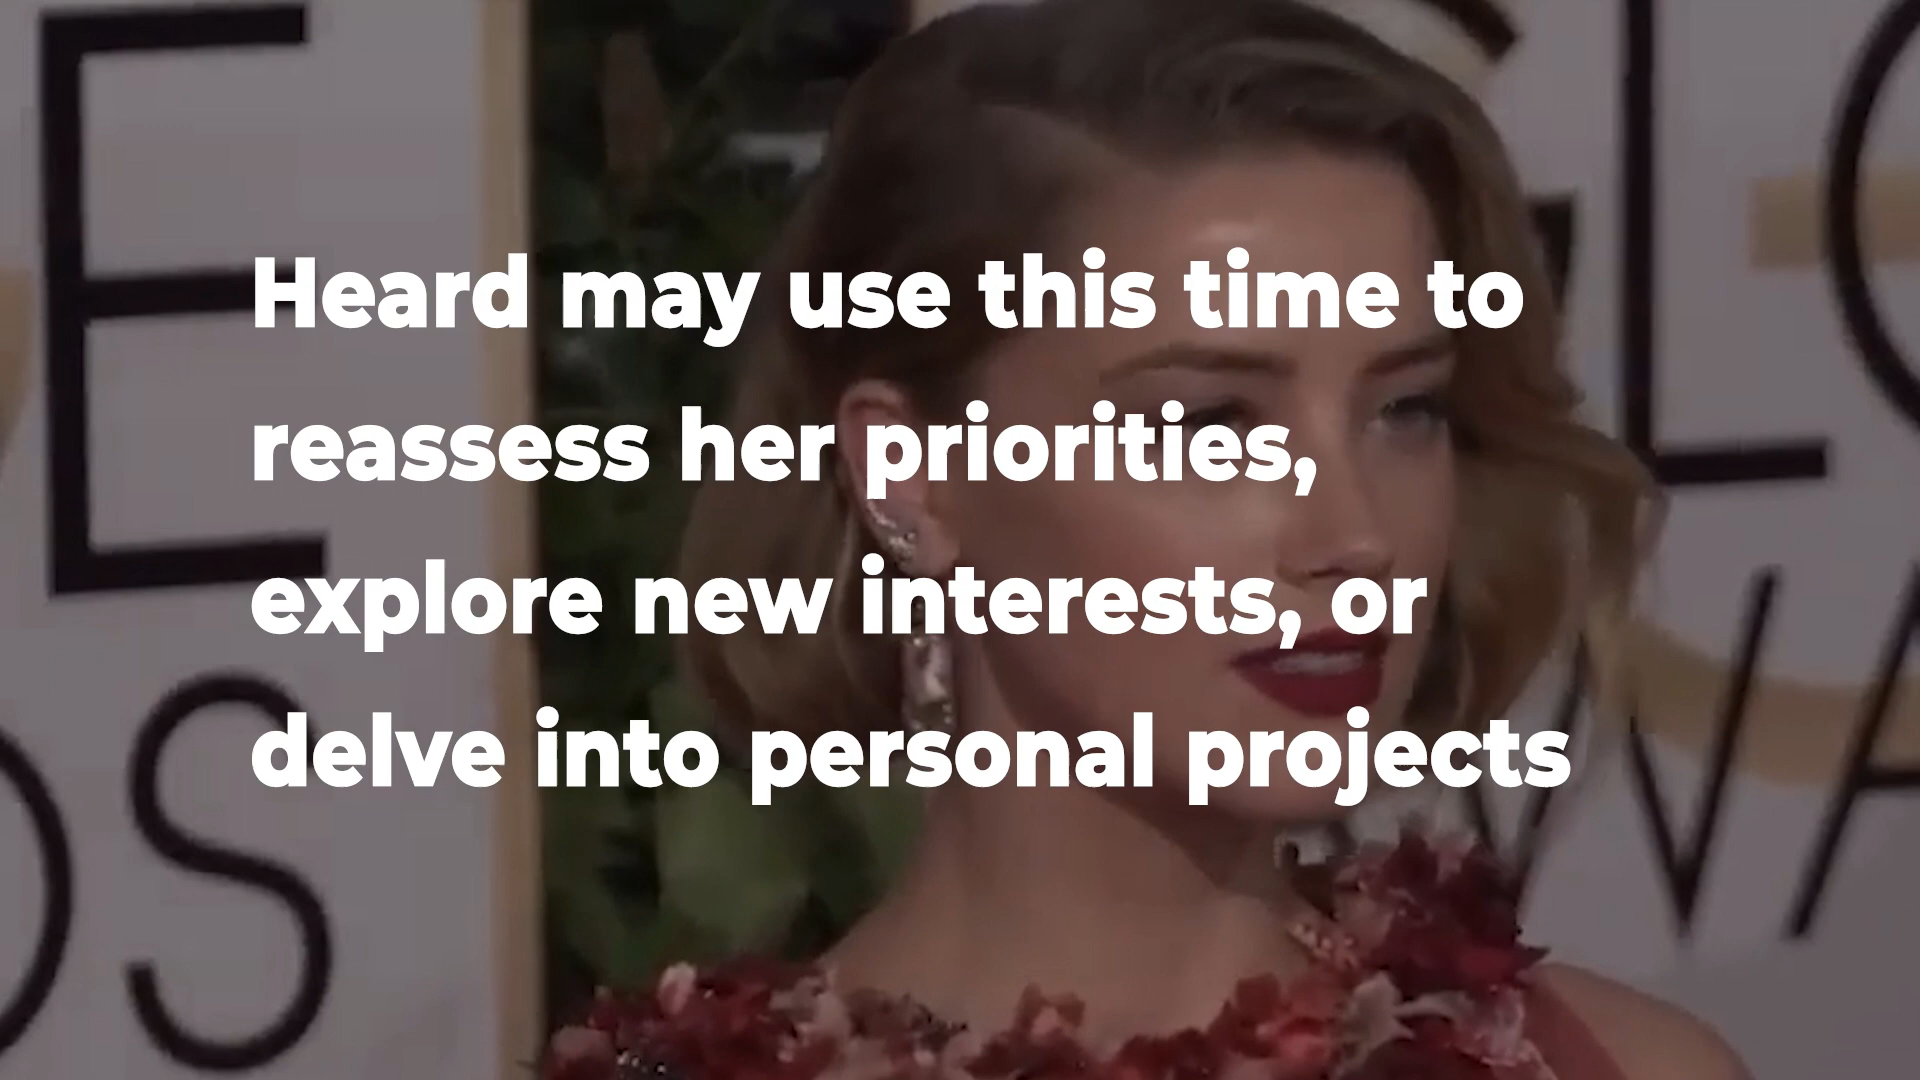 Heard may use this time to
reassess her priorities,
explore new interests, or
delve into personal projects